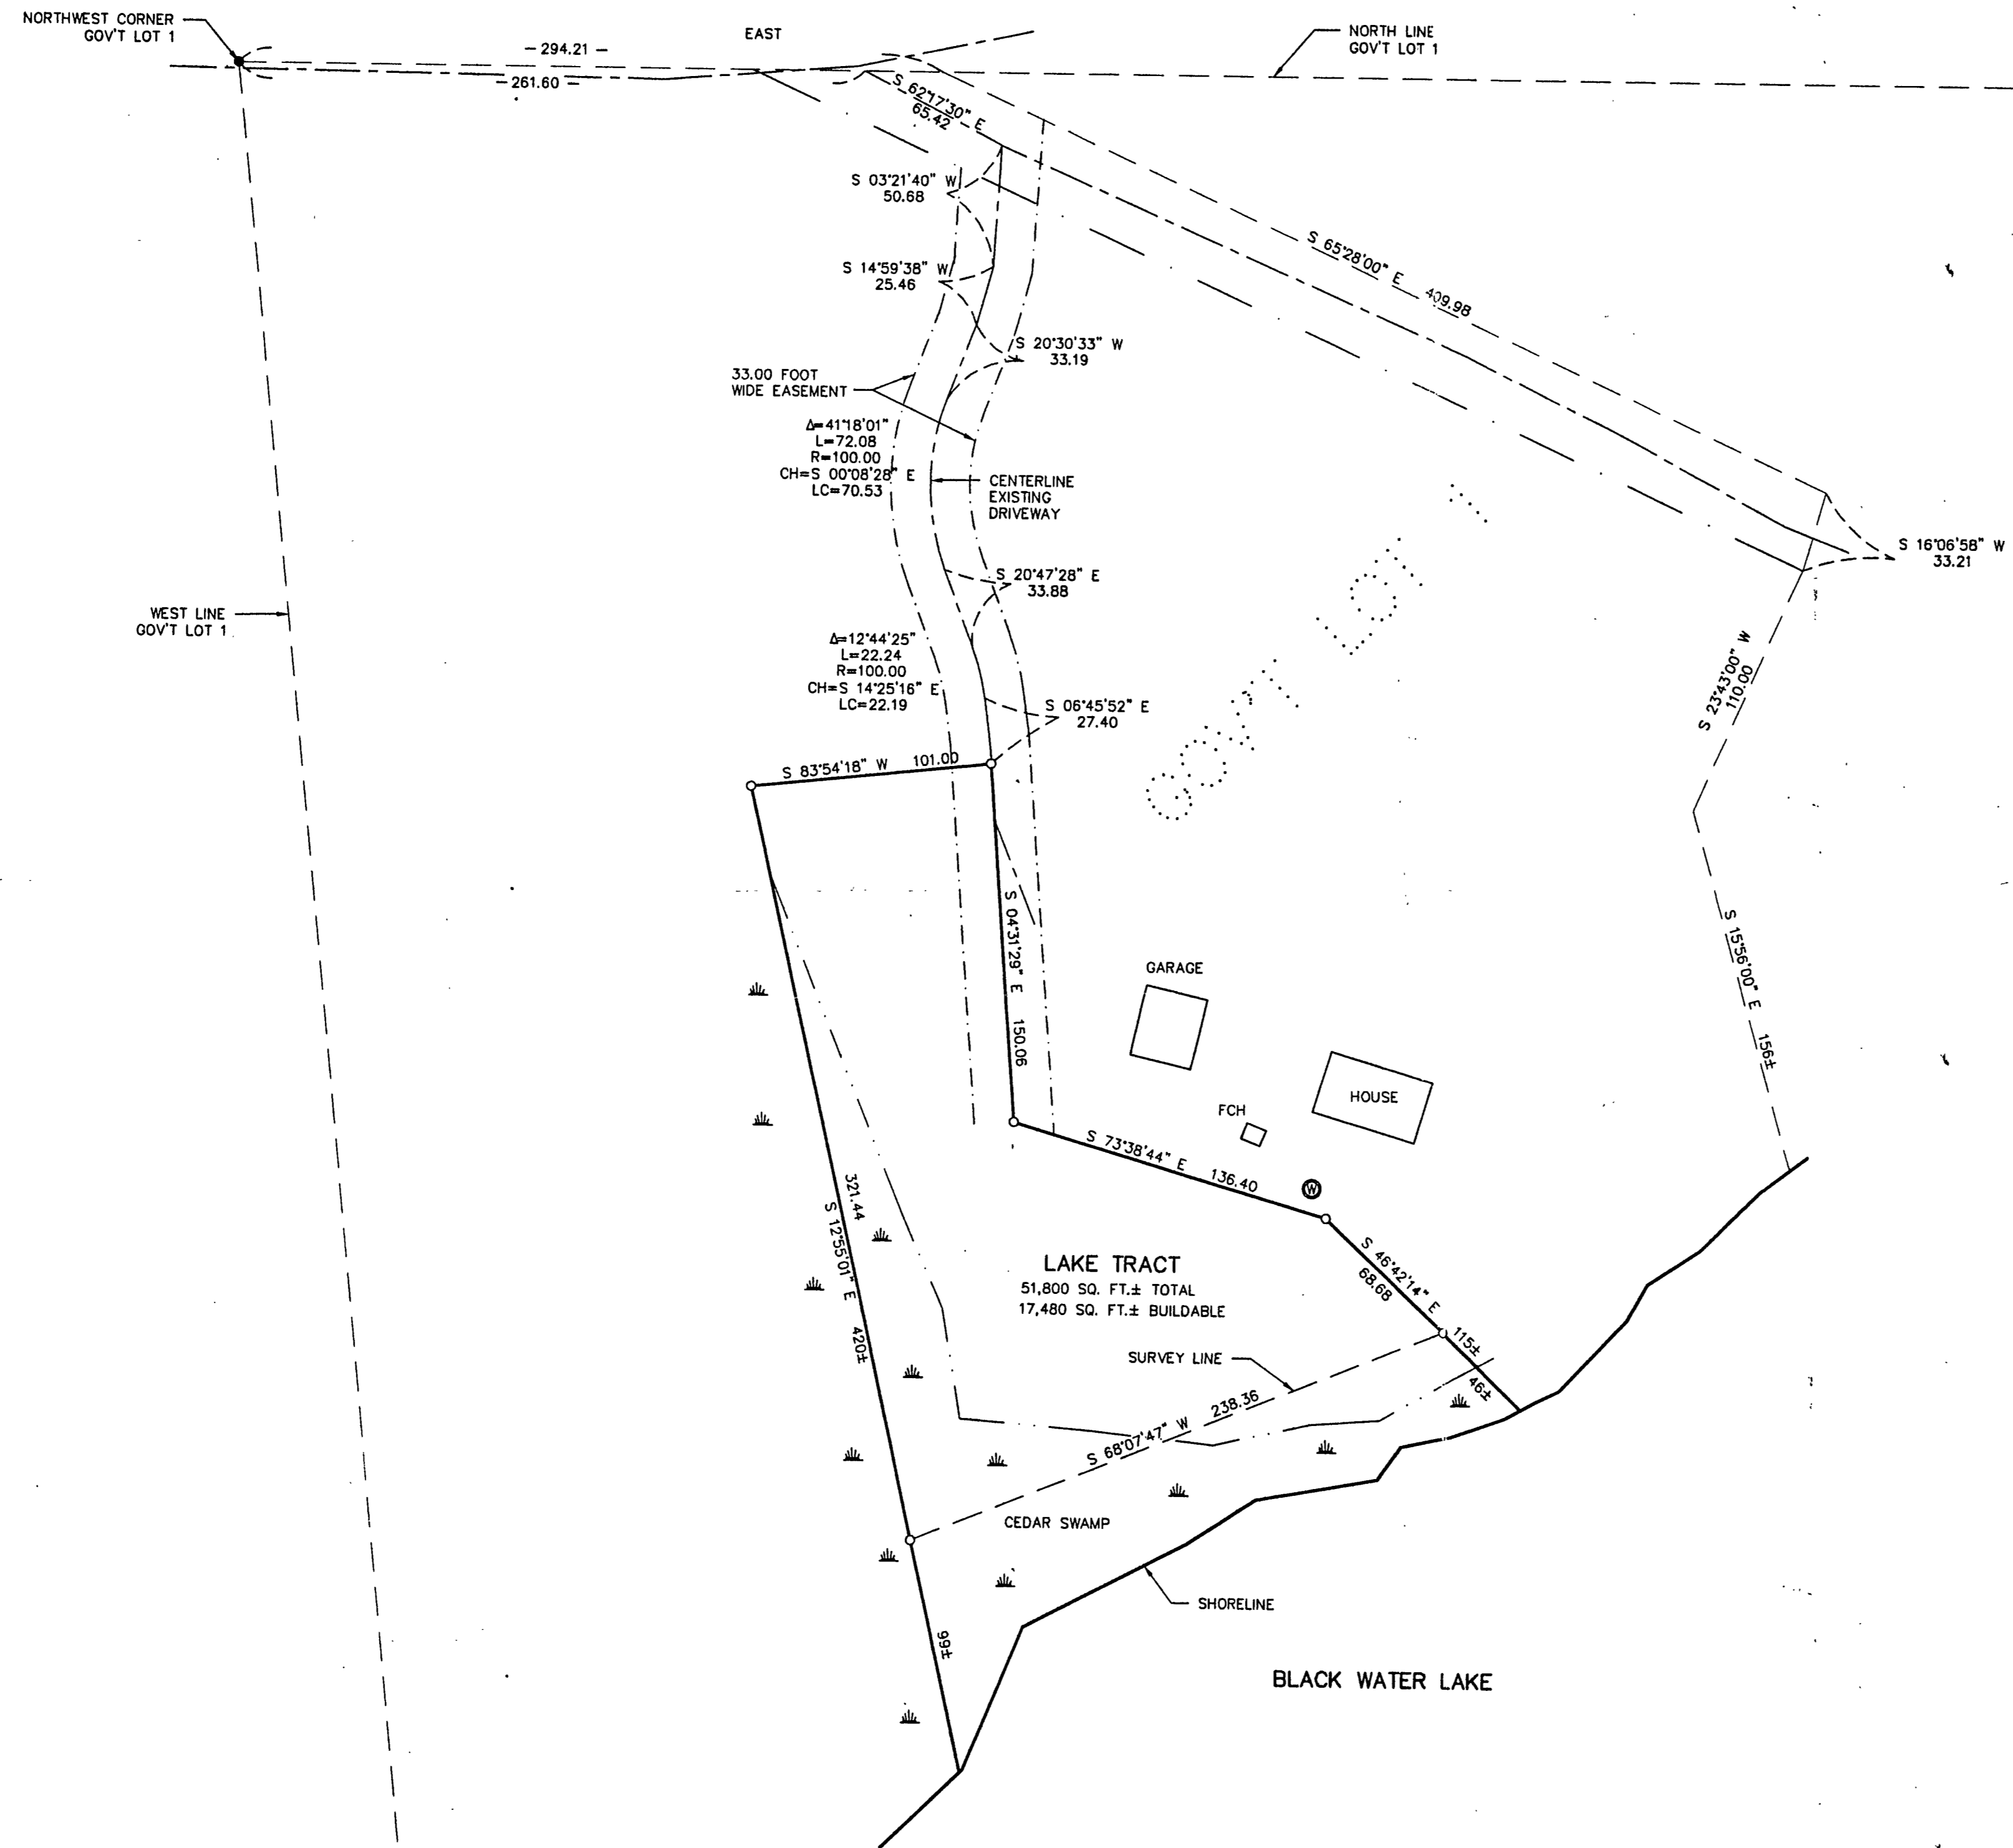 NORTHWEST CORNER
GOV'T LOT 1
294.21
261.60
EAST
NORTH LINE
GOV'T LOT 1
S 62°17'30" E
65.42
S 03°21'40" W
50.68
S 14°59'38" W
25.46
S 20°30'33" W
33.19
S 65°28'00" E 409.98
33.00 FOOT
WIDE EASEMENT
Δ=41°18'01"
L=72.08
R=100.00
CH=S 00°08'28" E
LC=70.53
CENTERLINE
EXISTING
DRIVEWAY
S 16°06'58" W
33.21
S 20°47'28" E
33.88
WEST LINE
GOV'T LOT 1
Δ=12°44'25"
L=22.24
R=100.00
CH=S 14°25'16" E
LC=22.19
S 06°45'52" E
27.40
GOV'T LOT 1
S 23°43'00" W
110.00
S 83°54'18" W 101.00
S 04°31'29" E 150.06
S 15°56'00" E 156±
GARAGE
HOUSE
FCH
S 73°38'44" E 136.40
W
321.44
S 12°55'01" E 420±
LAKE TRACT
51,800 SQ. FT.± TOTAL
17,480 SQ. FT.± BUILDABLE
S 46°42'14" E 115±
68.68
46±
SURVEY LINE
S 68°07'47" W 238.36
CEDAR SWAMP
SHORELINE
99±
BLACK WATER LAKE